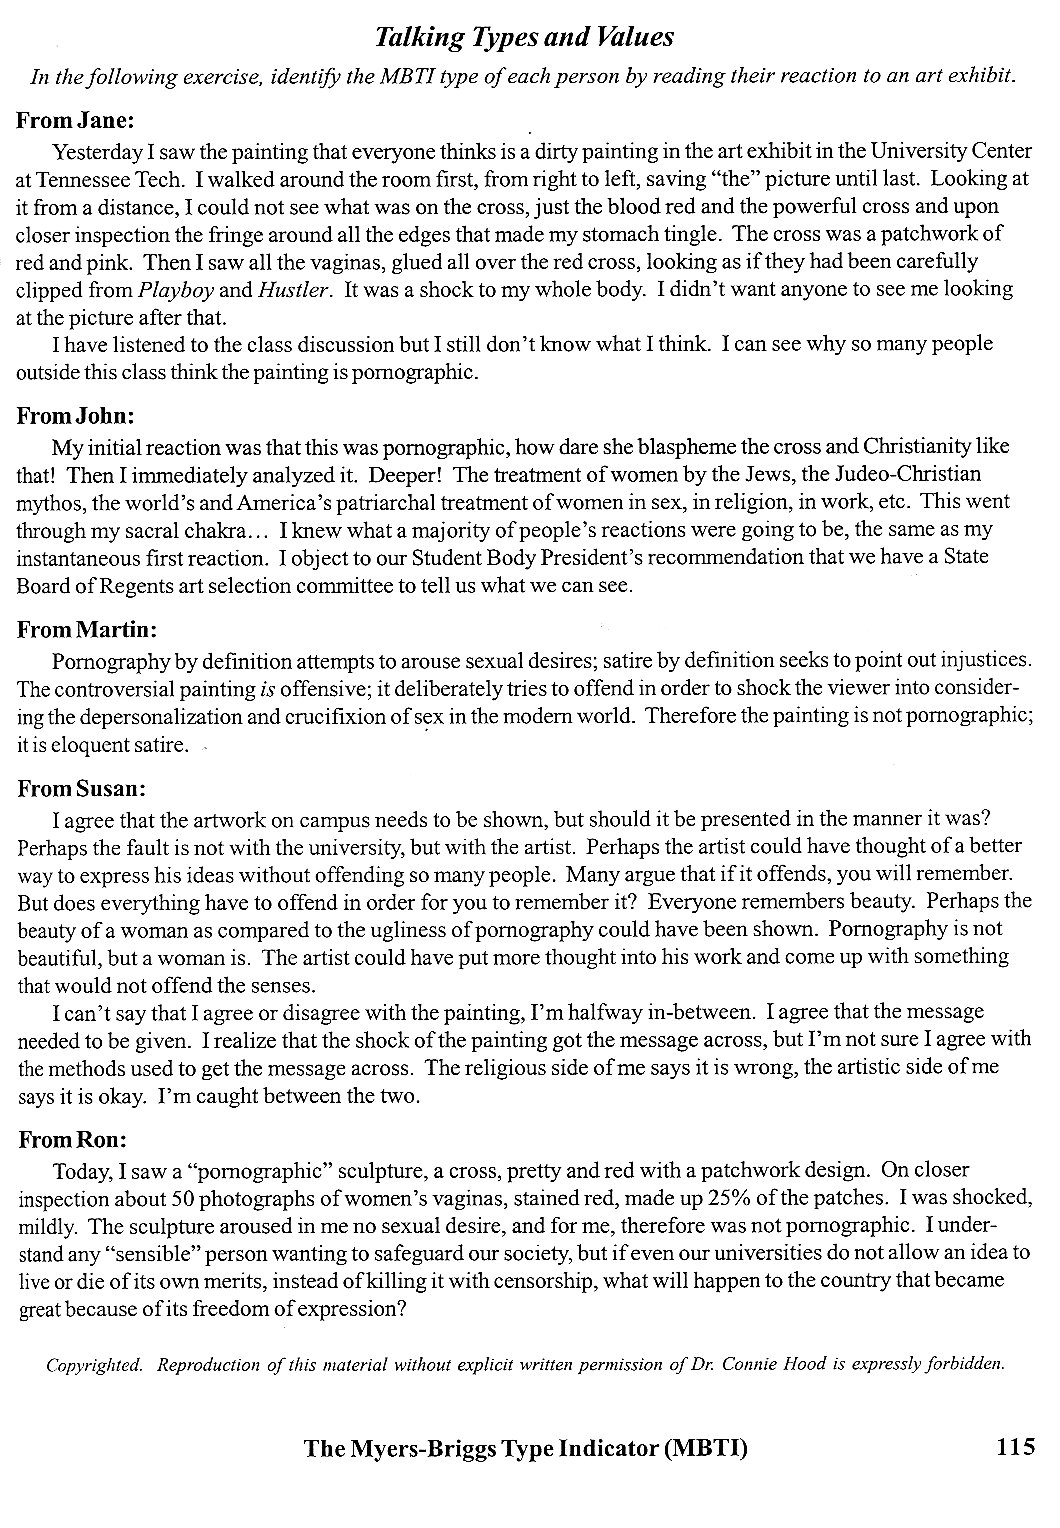 Talking Types and Values
In the following exercise, identify the MBTI type of each person by reading their reaction to an art exhibit.
From Jane:
Yesterday I saw the painting that everyone thinks is a dirty painting in the art exhibit in the University Center
at Tennessee Tech. I walked around the room first, from right to left, saving “the” picture until last. Looking at
it from a distance, I could not see what was on the cross, just the blood red and the powerful cross and upon
closer inspection the fringe around all the edges that made my stomach tingle. The cross was a patchwork of
red and pink. Then I saw all the vaginas, glued all over the red cross, looking as if they had been carefully
clipped from Playboy and Hustler. It was a shock to my whole body. I didn’t want anyone to see me looking
at the picture after that.
I have listened to the class discussion but I still don’t know what I think. I can see why so many people
outside this class think the painting is pornographic.
From John:
My initial reaction was that this was pornographic, how dare she blaspheme the cross and Christianity like
that! Then I immediately analyzed it. Deeper! The treatment of women by the Jews, the Judeo-Christian
mythos, the world’s and America’s patriarchal treatment of women in sex, in religion, in work, etc. This went
through my sacral chakra… I knew what a majority of people’s reactions were going to be, the same as my
instantaneous first reaction. I object to our Student Body President’s recommendation that we have a State
Board of Regents art selection committee to tell us what we can see.
From Martin:
Pornography by definition attempts to arouse sexual desires; satire by definition seeks to point out injustices.
The controversial painting is offensive; it deliberately tries to offend in order to shock the viewer into consider-
ing the depersonalization and crucifixion of sex in the modern world. Therefore the painting is not pornographic;
it is eloquent satire.
From Susan:
I agree that the artwork on campus needs to be shown, but should it be presented in the manner it was?
Perhaps the fault is not with the university, but with the artist. Perhaps the artist could have thought of a better
way to express his ideas without offending so many people. Many argue that if it offends, you will remember.
But does everything have to offend in order for you to remember it? Everyone remembers beauty. Perhaps the
beauty of a woman as compared to the ugliness of pornography could have been shown. Pornography is not
beautiful, but a woman is. The artist could have put more thought into his work and come up with something
that would not offend the senses.
I can’t say that I agree or disagree with the painting, I’m halfway in-between. I agree that the message
needed to be given. I realize that the shock of the painting got the message across, but I’m not sure I agree with
the methods used to get the message across. The religious side of me says it is wrong, the artistic side of me
says it is okay. I’m caught between the two.
From Ron:
Today, I saw a “pornographic” sculpture, a cross, pretty and red with a patchwork design. On closer
inspection about 50 photographs of women’s vaginas, stained red, made up 25% of the patches. I was shocked,
mildly. The sculpture aroused in me no sexual desire, and for me, therefore was not pornographic. I under-
stand any “sensible” person wanting to safeguard our society, but if even our universities do not allow an idea to
live or die of its own merits, instead of killing it with censorship, what will happen to the country that became
great because of its freedom of expression?
Copyrighted. Reproduction of this material without explicit written permission of Dr. Connie Hood is expressly forbidden.
The Myers-Briggs Type Indicator (MBTI) 115